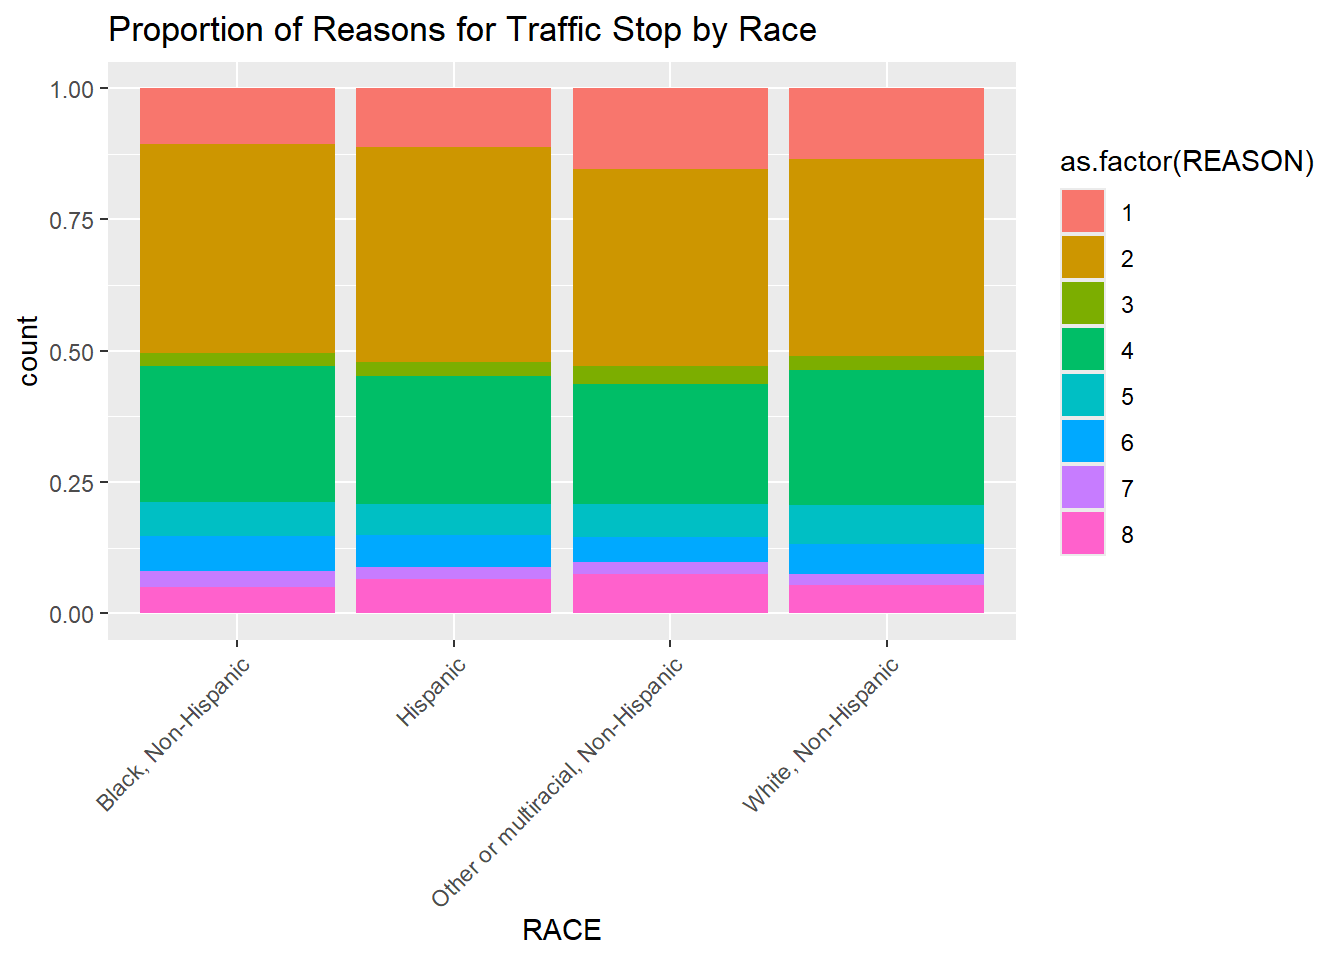 Proportion of Reasons for Traffic Stop by Race
count
1.00
0.75
0.50
0.25
0.00
Black, Non-Hispanic
Hispanic
Other or multiracial, Non-Hispanic
White, Non-Hispanic
RACE
as.factor(REASON)
1
2
3
4
5
6
7
8